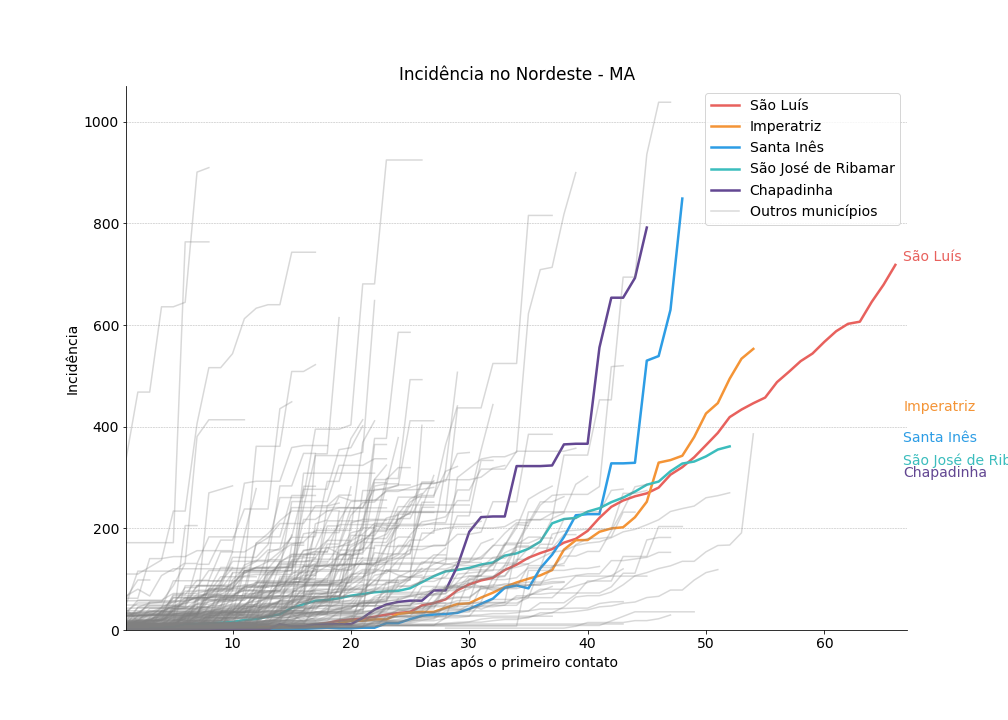 Incidência no Nordeste - MA
1000
800
600
400
200
0
Incidência
10
20
30
40
50
60
Dias após o primeiro contato
São Luís
Imperatriz
Santa Inês
São José de Ribamar
Chapadinha
Outros municípios
São Luís
Imperatriz
Santa Inês
São José de Rib
Chapadinha